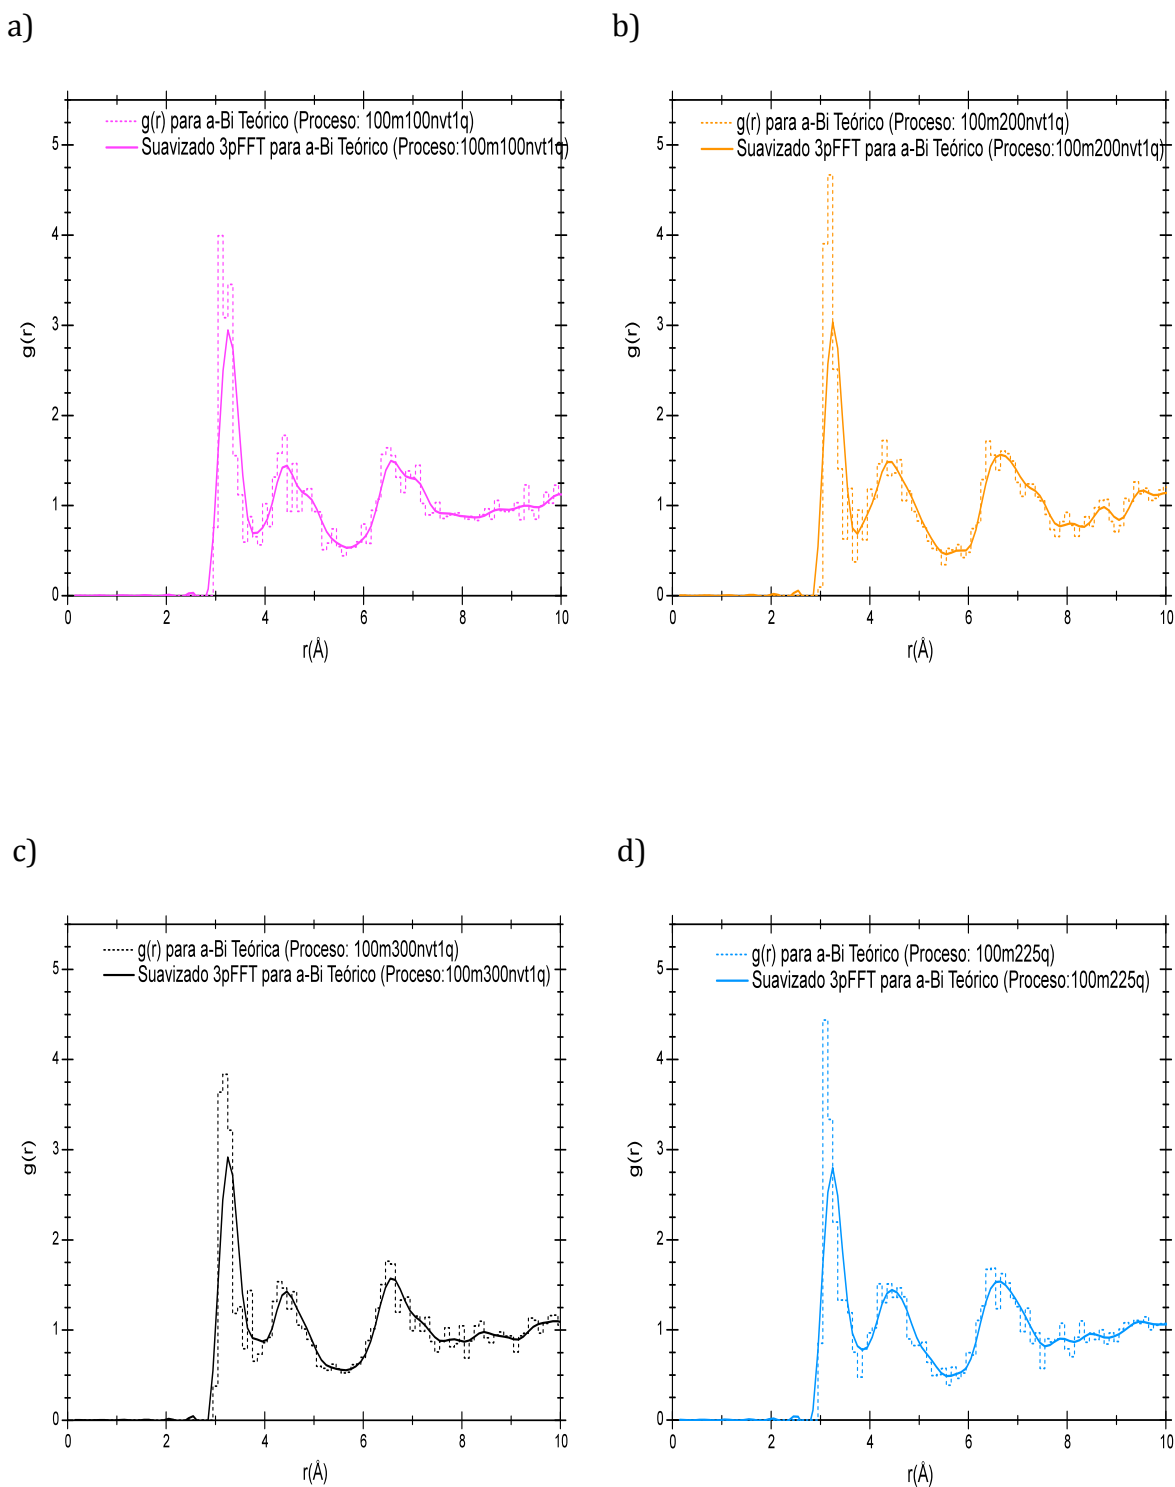 a)
g(r) para a-Bi Teórico (Proceso: 100m100nvt1q)
Suavizado 3pFFT para a-Bi Teórico (Proceso:100m100nvt1q)
5
4
3
2
1
0
g(r)
0 2 4 6 8 10
r(Å)
b)
g(r) para a-Bi Teórico (Proceso: 100m200nvt1q)
Suavizado 3pFFT para a-Bi Teórico (Proceso:100m200nvt1q)
5
4
3
2
1
0
g(r)
0 2 4 6 8 10
r(Å)
c)
g(r) para a-Bi Teórica (Proceso: 100m300nvt1q)
Suavizado 3pFFT para a-Bi Teórico (Proceso:100m300nvt1q)
5
4
3
2
1
0
g(r)
0 2 4 6 8 10
r(Å)
d)
g(r) para a-Bi Teórico (Proceso: 100m225q)
Suavizado 3pFFT para a-Bi Teórico (Proceso:100m225q)
5
4
3
2
1
0
g(r)
0 2 4 6 8 10
r(Å)